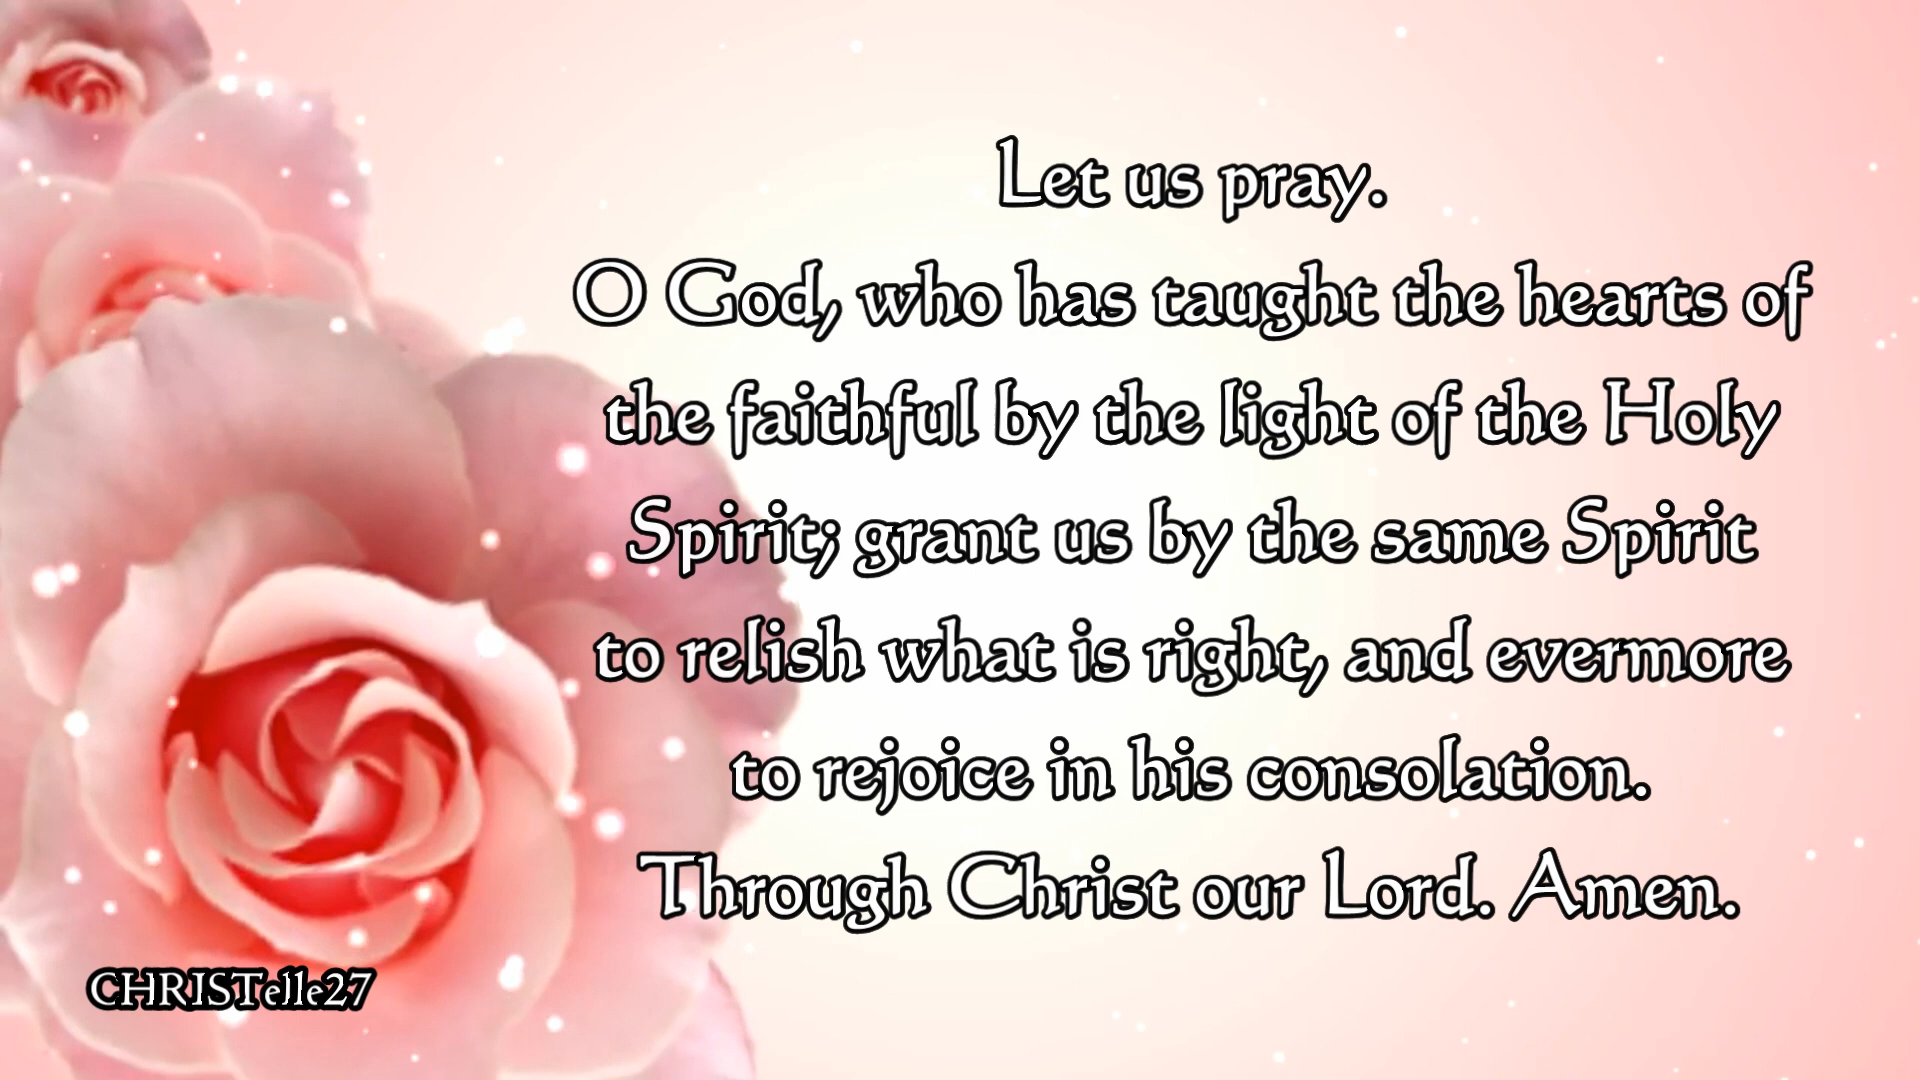 Let us pray.
O God, who has taught the hearts of
the faithful by the light of the Holy
Spirit; grant us by the same Spirit
to relish what is right, and evermore
to rejoice in his consolation.
Through Christ our Lord. Amen.
CHRISTelle27